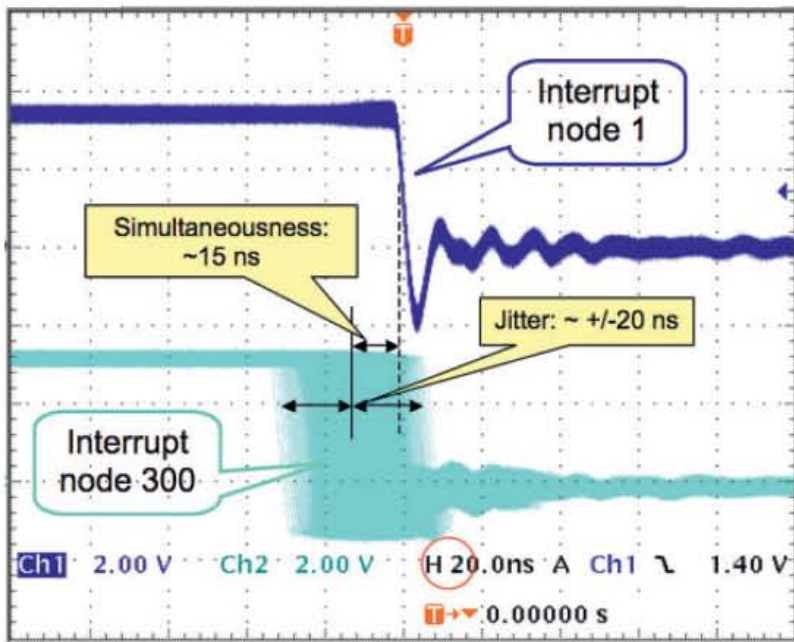 T
Interrupt
node 1
Simultaneousness:
~15 ns
Jitter: ~ +/-20 ns
Interrupt
node 300
Ch1 2.00 V Ch2 2.00 V H 20.0ns A Ch1 1.40 V
T 0.00000 s